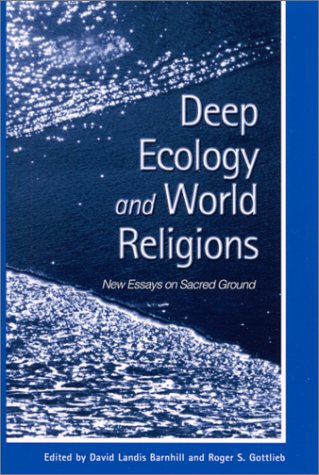 Deep
Ecology
and World
Religions
New Essays on Sacred Ground
Edited by David Landis Barnhill and Roger S. Gottlieb